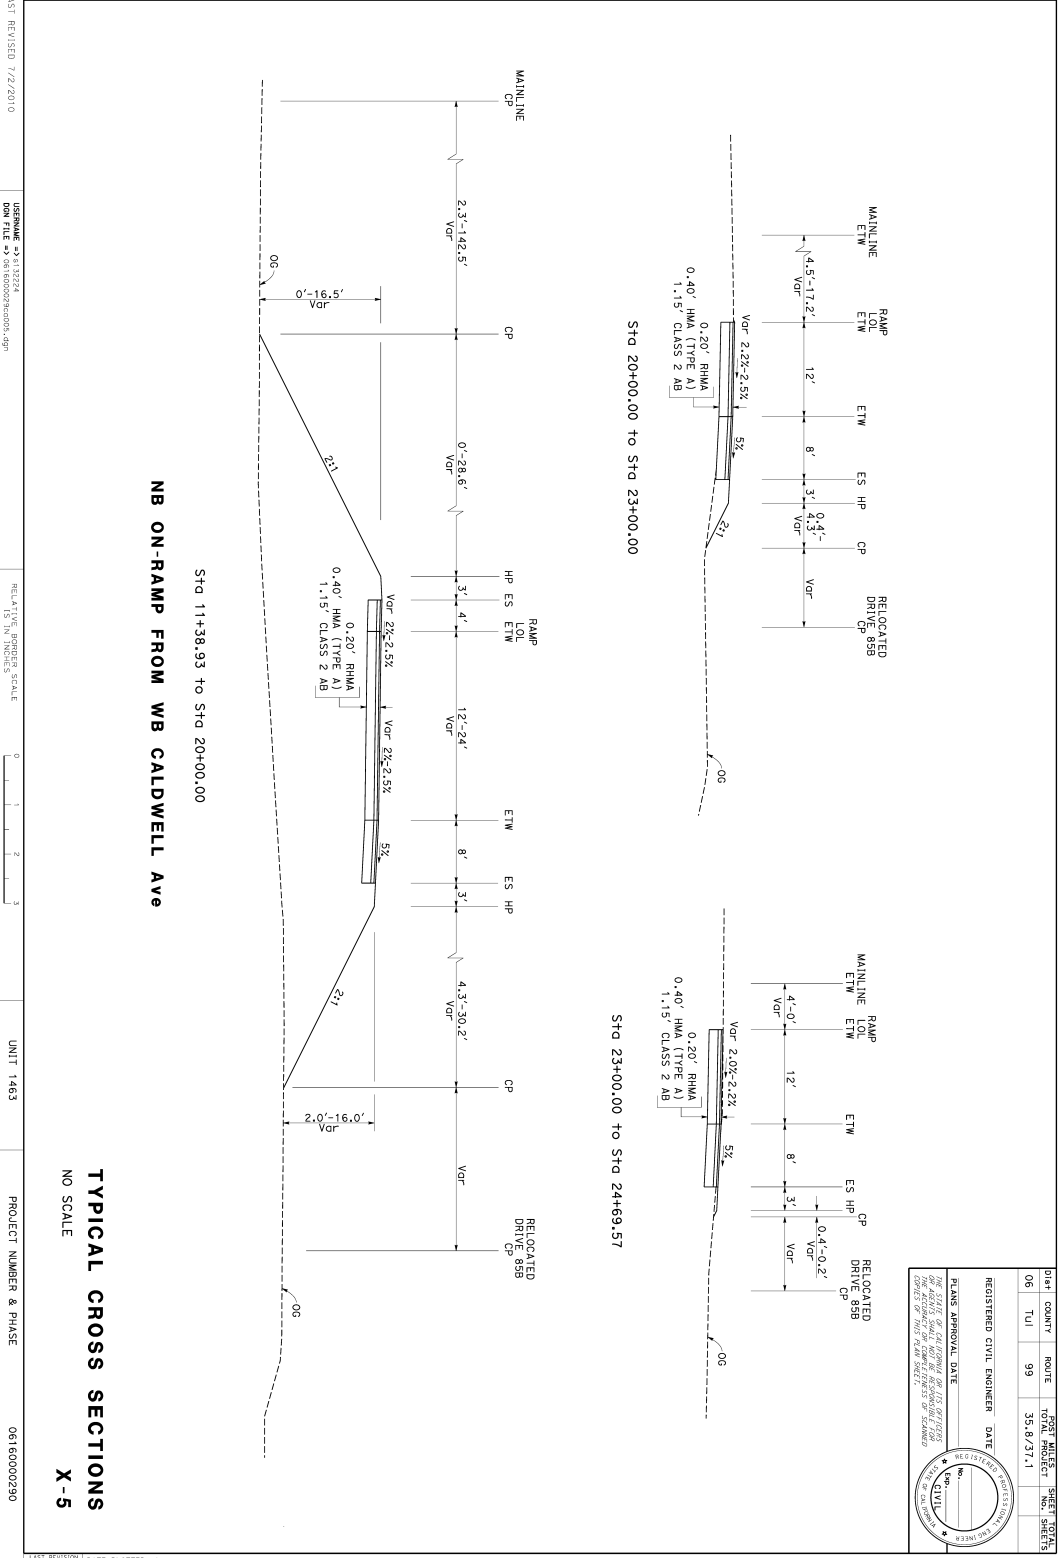 Dist COUNTY ROUTE POST MILES TOTAL PROJECT SHEET No. TOTAL SHEETS
06 Tul 99 35.8/37.1
REGISTERED CIVIL ENGINEER DATE
PLANS APPROVAL DATE
THE STATE OF CALIFORNIA OR ITS OFFICERS
OR AGENTS SHALL NOT BE RESPONSIBLE FOR
THE ACCURACY OR COMPLETENESS OF SCANNED
COPIES OF THIS PLAN SHEET.
REGISTERED PROFESSIONAL ENGINEER
No.
Exp.
CIVIL
STATE OF CALIFORNIA
MAINLINE
ETW
RAMP
LOL
ETW
ETW
ES
HP
CP
RELOCATED
DRIVE 85B
CP
4.5'-17.2'
Var
12'
8'
3'
0.4'-
4.3'
Var
Var
Var 2.2%-2.5%
5%
2:1
0.20' RHMA
0.40' HMA (TYPE A)
1.15' CLASS 2 AB
OG
Sta 20+00.00 to Sta 23+00.00
MAINLINE
ETW
RAMP
LOL
ETW
ETW
ES
HP
CP
RELOCATED
DRIVE 85B
CP
4'-0'
Var
12'
8'
3'
0.4'-0.2'
Var
Var
Var 2.0%-2.2%
5%
0.20' RHMA
0.40' HMA (TYPE A)
1.15' CLASS 2 AB
OG
Sta 23+00.00 to Sta 24+69.57
MAINLINE
CP
CP
HP
ES
RAMP
LOL
ETW
ETW
ES
HP
CP
RELOCATED
DRIVE 85B
CP
2.3'-142.5'
Var
0'-28.6'
Var
3'
4'
12'-24'
Var
8'
3'
4.3'-30.2'
Var
Var
OG
0'-16.5'
Var
2:1
Var 2%-2.5%
Var 2%-2.5%
5%
2:1
0.20' RHMA
0.40' HMA (TYPE A)
1.15' CLASS 2 AB
2.0'-16.0'
Var
OG
Sta 11+38.93 to Sta 20+00.00
NB ON-RAMP FROM WB CALDWELL Ave
TYPICAL CROSS SECTIONS
NO SCALE
X-5
LAST REVISED 7/2/2010
USERNAME => s132224
DGN FILE => 0616000029ca005.dgn
RELATIVE BORDER SCALE
IS IN INCHES
0 1 2 3
UNIT 1463
PROJECT NUMBER & PHASE
06160000290
LAST REVISION